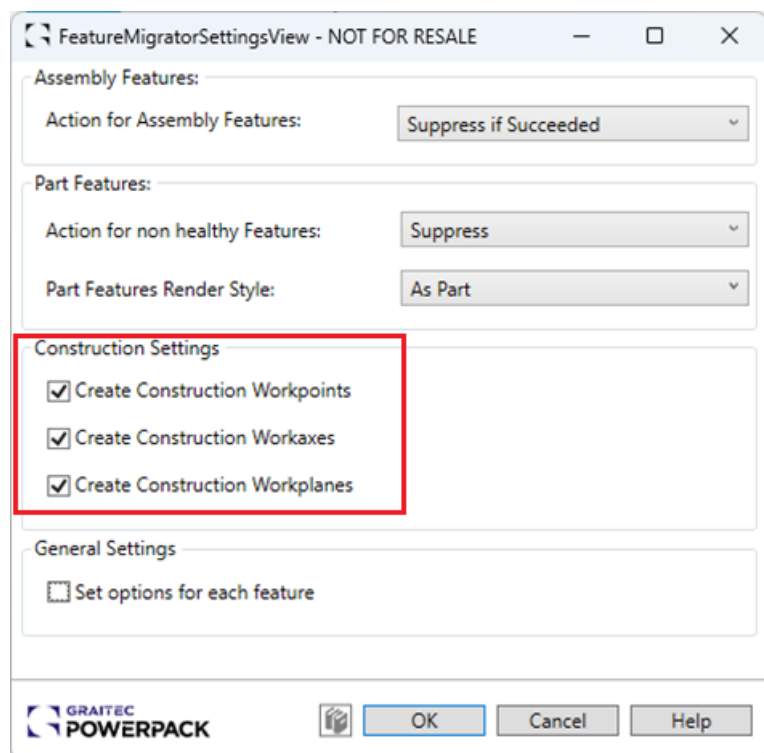 FeatureMigratorSettingsView - NOT FOR RESALE
Assembly Features:
Action for Assembly Features: Suppress if Succeeded
Part Features:
Action for non healthy Features: Suppress
Part Features Render Style: As Part
Construction Settings
Create Construction Workpoints
Create Construction Workaxes
Create Construction Workplanes
General Settings
Set options for each feature
GRAITEC
POWERPACK
OK Cancel Help